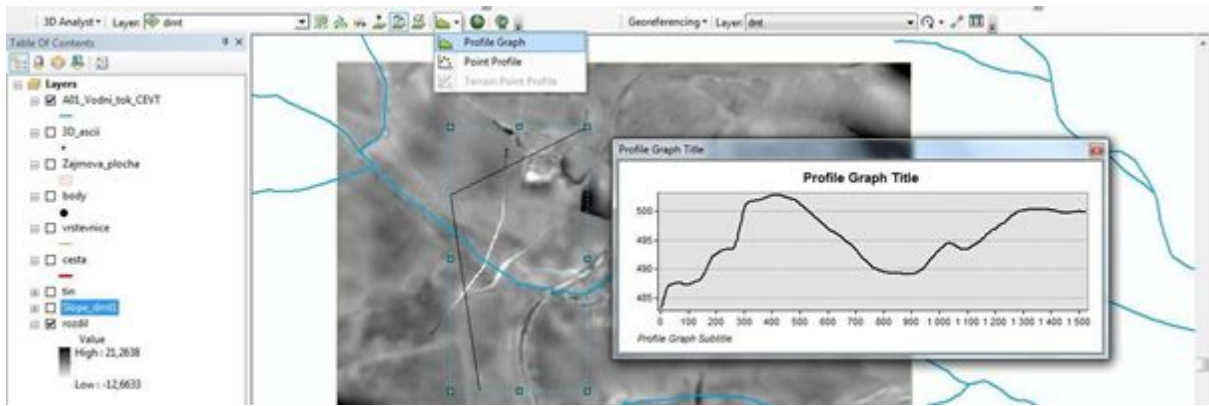 3D Analyst Layer: dmt Georeferencing Layer: dmt
Profile Graph
Point Profile
Terrain Point Profile
Table Of Contents
Layers
A01_Vodni_tok_CEVT
3D_ascii
Zajmova_plocha
body
vrstevnice
cesta
tin
Slope_dmt1
rozdil
Value
High : 21,2638
Low : -12,6633
Profile Graph Title
Profile Graph Title
500
495
490
485
0 100 200 300 400 500 600 700 800 900 1 000 1 100 1 200 1 300 1 400 1 500
Profile Graph Subtitle